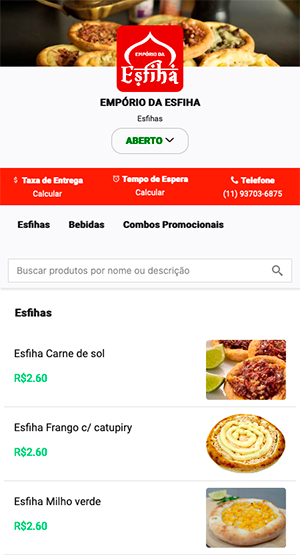 EMPÓRIO DA
Esfiha
EMPÓRIO DA ESFIHA
Esfihas
ABERTO
$ Taxa de Entrega
Calcular
Tempo de Espera
Calcular
Telefone
(11) 93703-6875
Esfihas Bebidas Combos Promocionais
Buscar produtos por nome ou descrição
Esfihas
Esfiha Carne de sol
R$2.60
Esfiha Frango c/ catupiry
R$2.60
Esfiha Milho verde
R$2.60